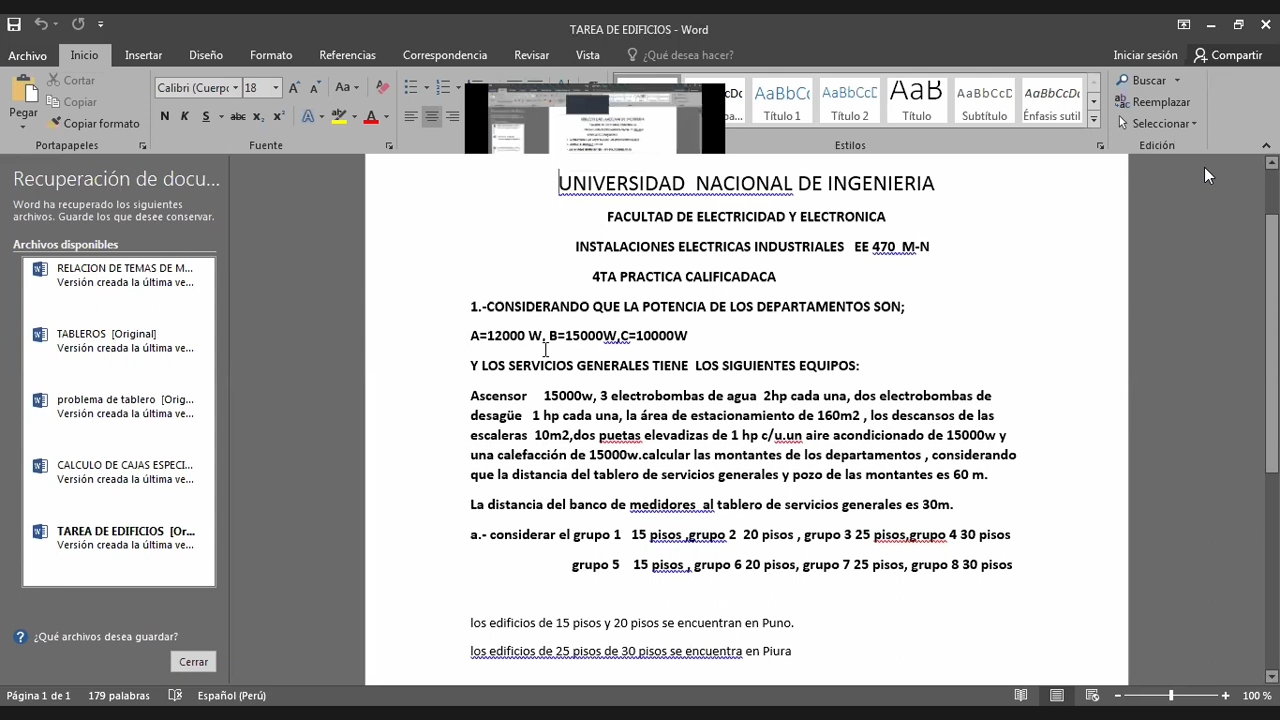 TAREA DE EDIFICIOS - Word
Archivo Inicio Insertar Diseño Formato Referencias Correspondencia Revisar Vista ¿Qué desea hacer? Iniciar sesión Compartir
Pegar
Cortar
Copiar
Copiar formato
Portapapeles
Calibri (Cuerp 18
Fuente
AaBbCc Título 1
AaBbCc Título 2
AaB Título
AaBbCcD Subtítulo
AaBbCcDc Énfasis sutil
Estilos
Buscar
Reemplazar
Seleccionar
Edición
Recuperación de docu...
Word ha recuperado los siguientes
archivos. Guarde los que desee conservar.
Archivos disponibles
RELACION DE TEMAS DE M...
Versión creada la última ve...
TABLEROS [Original]
Versión creada la última ve...
problema de tablero [Orig...
Versión creada la última ve...
CALCULO DE CAJAS ESPECI...
Versión creada la última ve...
TAREA DE EDIFICIOS [Or...
Versión creada la última ve...
¿Qué archivos desea guardar?
Cerrar
UNIVERSIDAD NACIONAL DE INGENIERIA
FACULTAD DE ELECTRICIDAD Y ELECTRONICA
INSTALACIONES ELECTRICAS INDUSTRIALES EE 470 M-N
4TA PRACTICA CALIFICADACA
1.-CONSIDERANDO QUE LA POTENCIA DE LOS DEPARTAMENTOS SON;
A=12000 W. B=15000W,C=10000W
Y LOS SERVICIOS GENERALES TIENE LOS SIGUIENTES EQUIPOS:
Ascensor 15000w, 3 electrobombas de agua 2hp cada una, dos electrobombas de
desagüe 1 hp cada una, la área de estacionamiento de 160m2 , los descansos de las
escaleras 10m2,dos puetas elevadizas de 1 hp c/u.un aire acondicionado de 15000w y
una calefacción de 15000w.calcular las montantes de los departamentos , considerando
que la distancia del tablero de servicios generales y pozo de las montantes es 60 m.
La distancia del banco de medidores al tablero de servicios generales es 30m.
a.- considerar el grupo 1 15 pisos ,grupo 2 20 pisos , grupo 3 25 pisos,grupo 4 30 pisos
grupo 5 15 pisos , grupo 6 20 pisos, grupo 7 25 pisos, grupo 8 30 pisos
los edificios de 15 pisos y 20 pisos se encuentran en Puno.
los edificios de 25 pisos de 30 pisos se encuentra en Piura
Página 1 de 1 179 palabras Español (Perú) 100 %